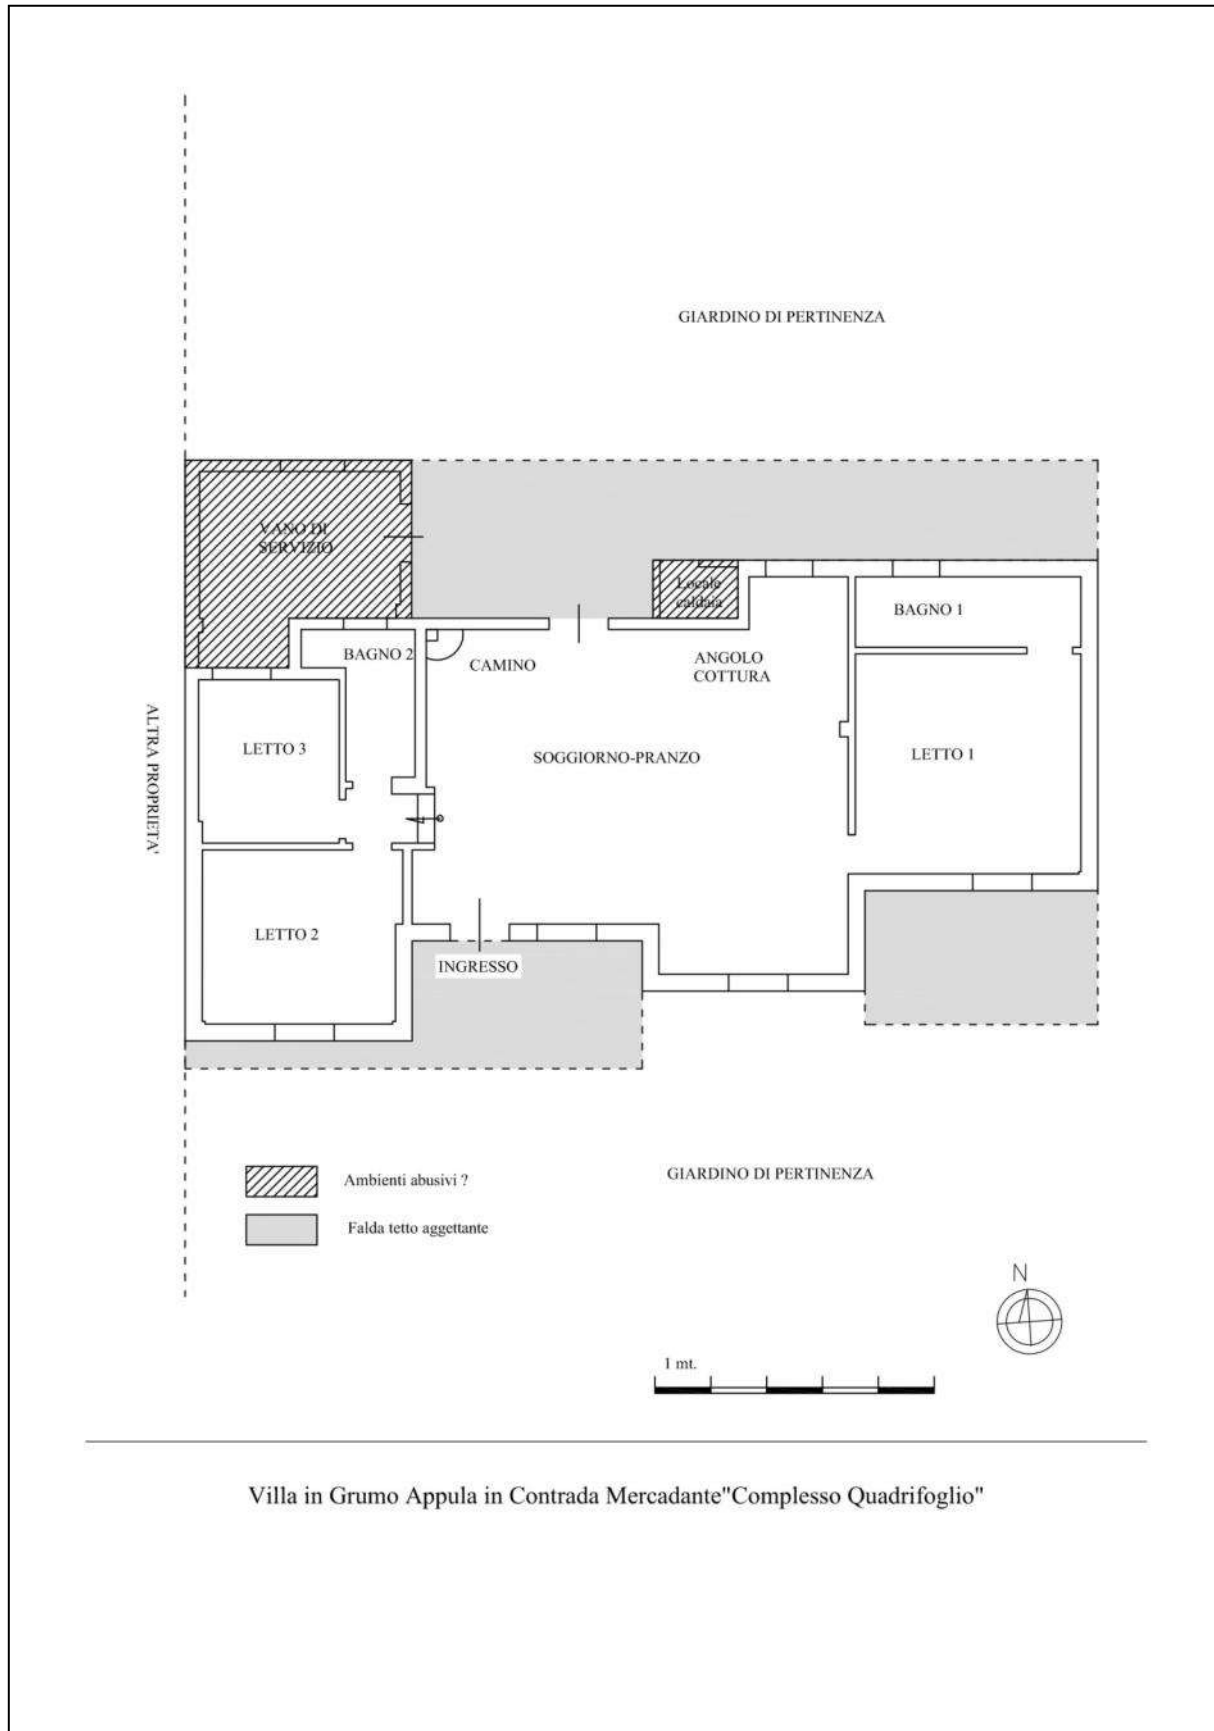 GIARDINO DI PERTINENZA
VANO DI
SERVIZIO
Locale
caldaia
BAGNO 1
BAGNO 2
CAMINO
ANGOLO
COTTURA
ALTRA PROPRIETA'
LETTO 3
SOGGIORNO-PRANZO
LETTO 1
LETTO 2
INGRESSO
Ambienti abusivi ?
GIARDINO DI PERTINENZA
Falda tetto aggettante
N
1 mt.
Villa in Grumo Appula in Contrada Mercadante"Complesso Quadrifoglio"